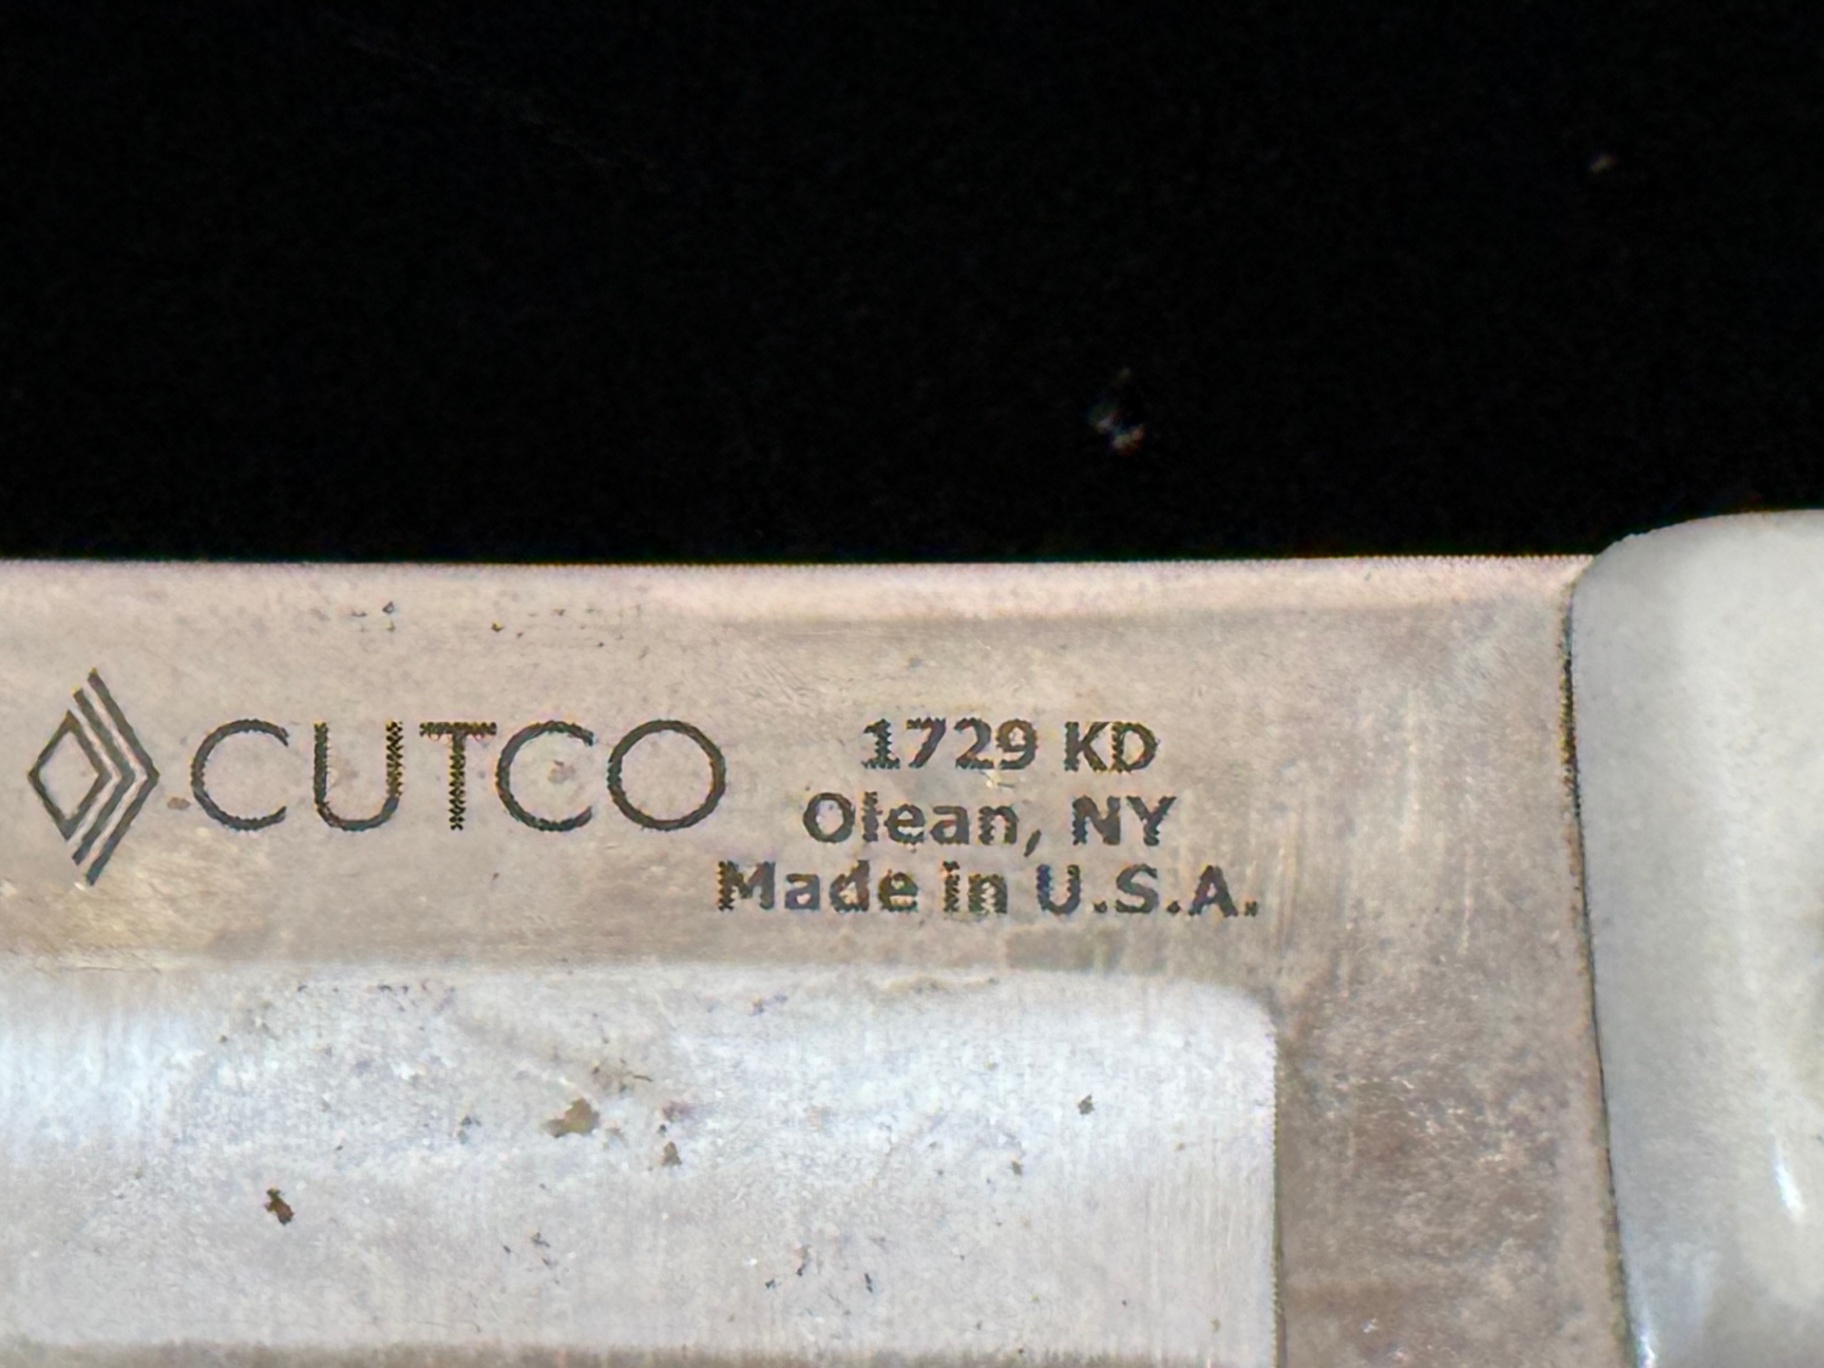 CUTCO
1729 KD
Olean, NY
Made in U.S.A.